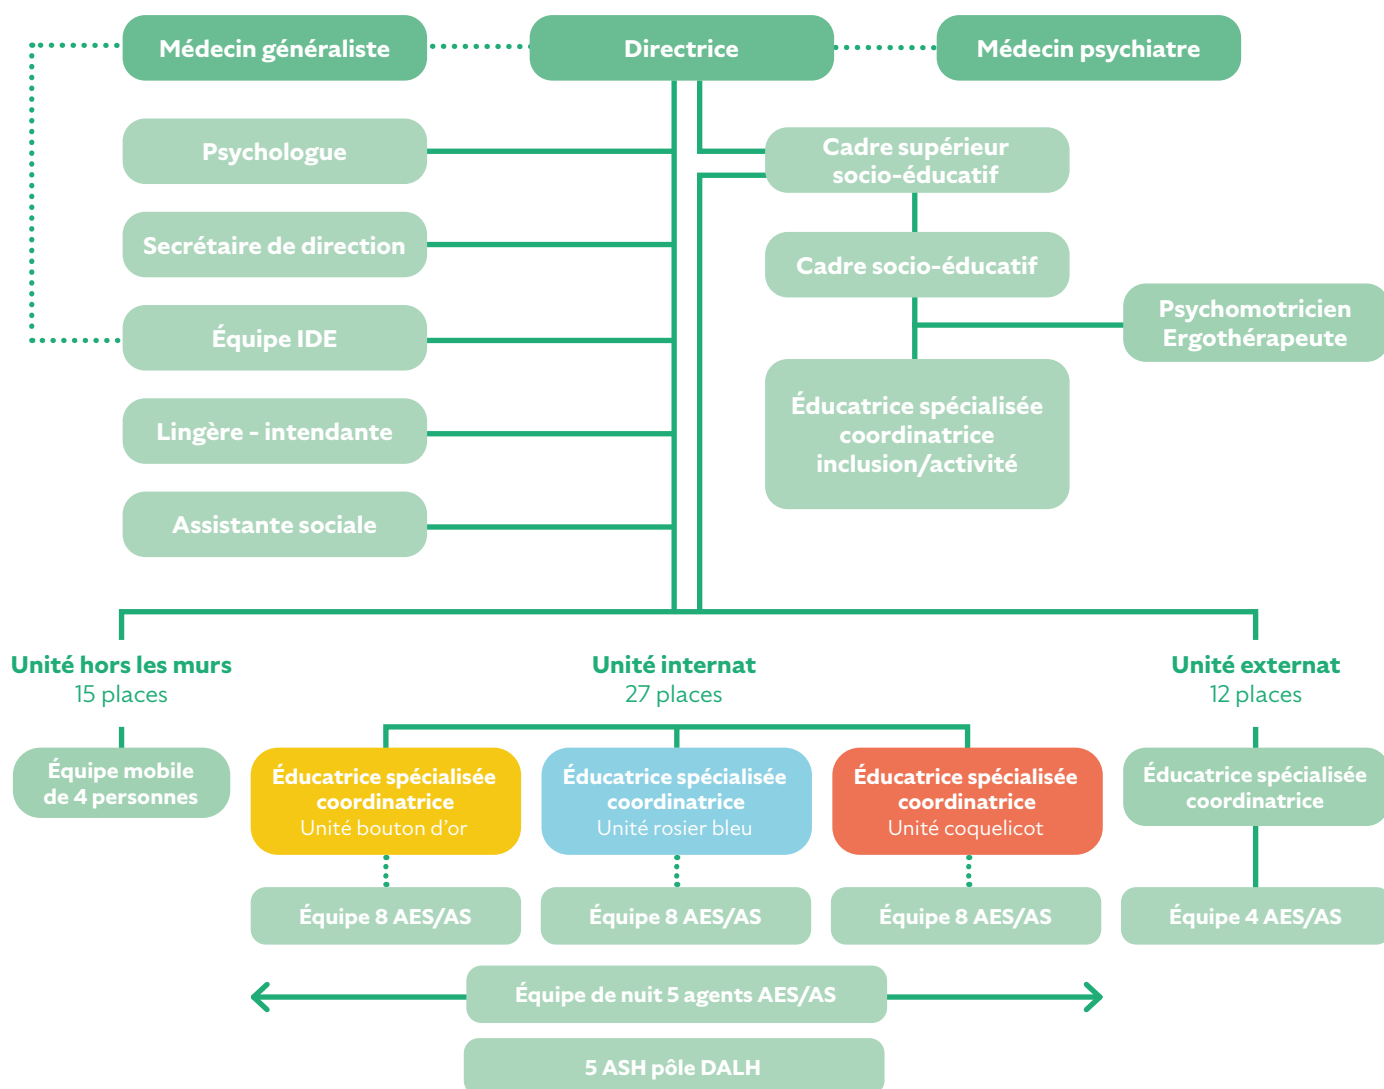 Médecin généraliste
Directrice
Médecin psychiatre
Psychologue
Secrétaire de direction
Équipe IDE
Lingère - intendante
Assistante sociale
Cadre supérieur
socio-éducatif
Cadre socio-éducatif
Psychomotricien
Ergothérapeute
Éducatrice spécialisée
coordinatrice
inclusion/activité
Unité hors les murs
15 places
Unité internat
27 places
Unité externat
12 places
Équipe mobile
de 4 personnes
Éducatrice spécialisée
coordinatrice
Unité bouton d'or
Éducatrice spécialisée
coordinatrice
Unité rosier bleu
Éducatrice spécialisée
coordinatrice
Unité coquelicot
Éducatrice spécialisée
coordinatrice
Équipe 8 AES/AS
Équipe 8 AES/AS
Équipe 8 AES/AS
Équipe 4 AES/AS
Équipe de nuit 5 agents AES/AS
5 ASH pôle DALH